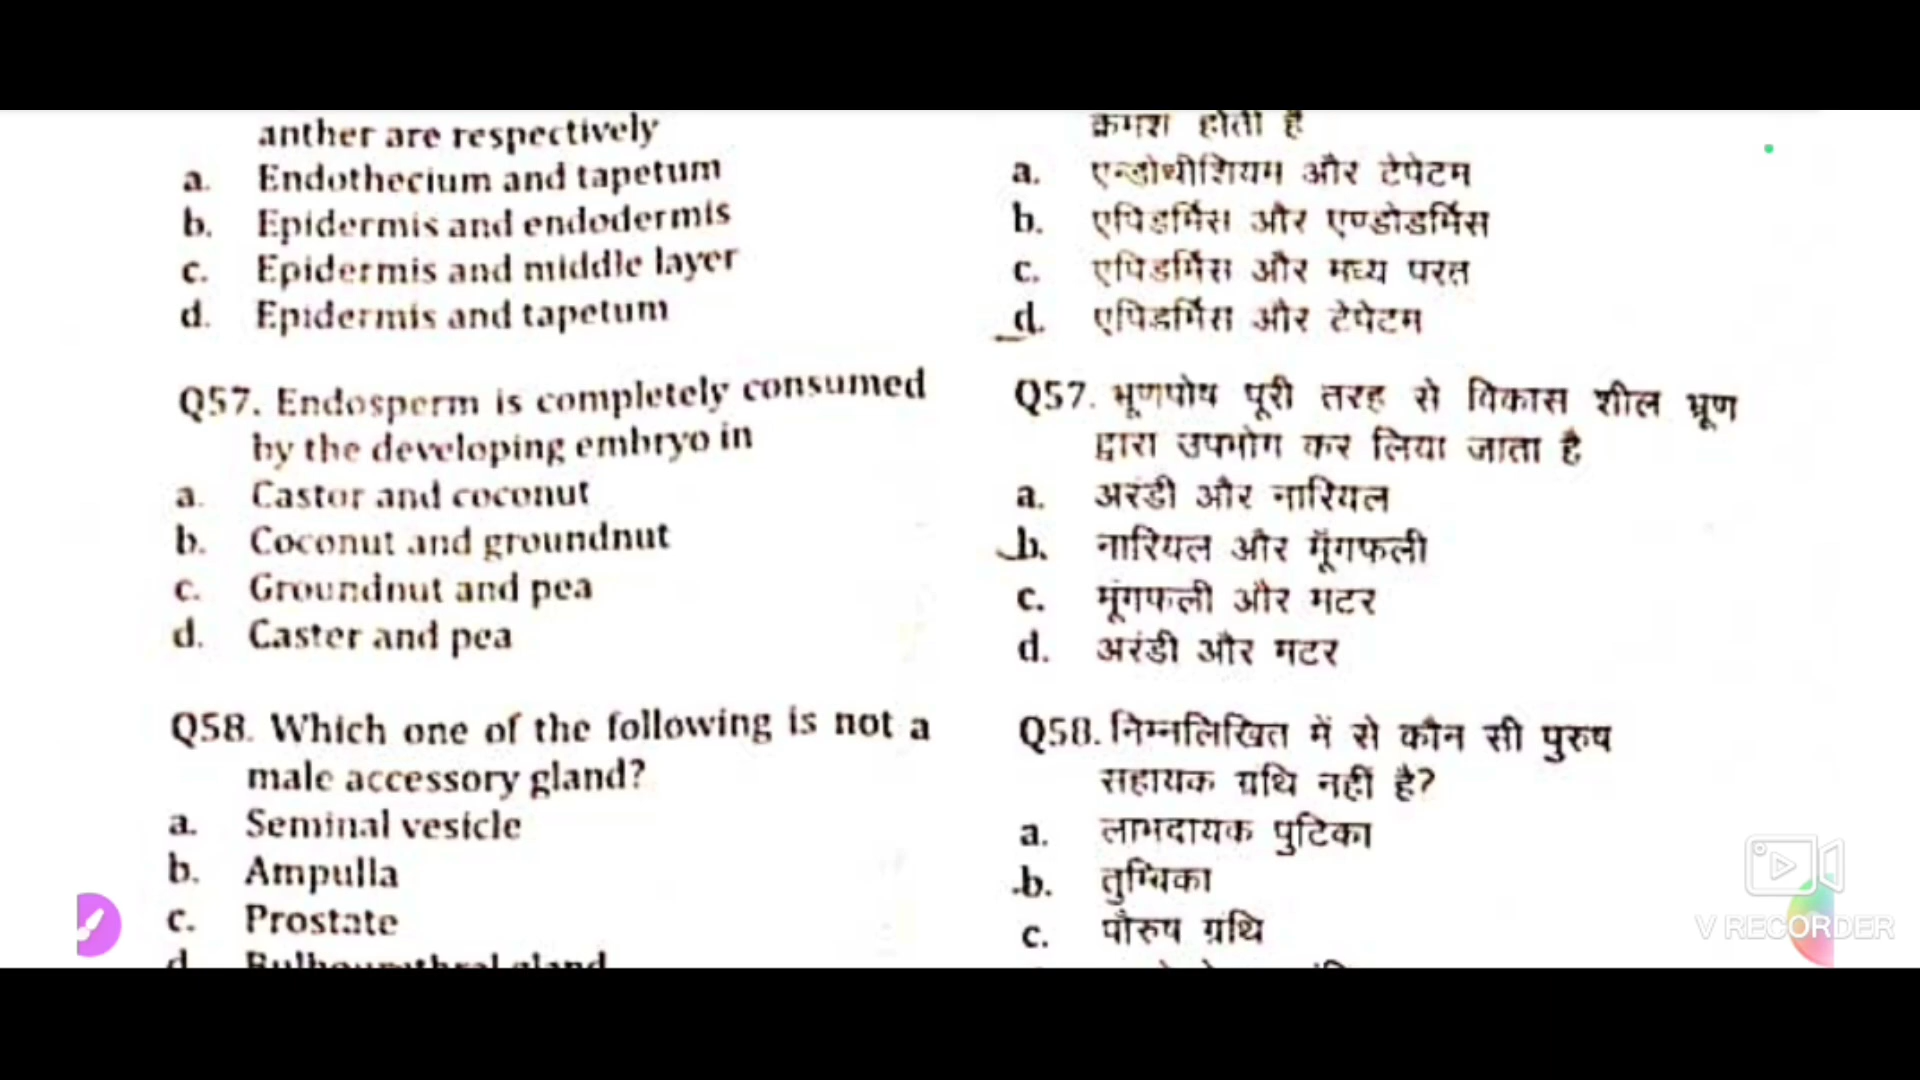 anther are respectively
a. Endothecium and tapetum
b. Epidermis and endodermis
c. Epidermis and middle layer
d. Epidermis and tapetum
Q57. Endosperm is completely consumed
by the developing embryo in
a. Castor and coconut
b. Coconut and groundnut
c. Groundnut and pea
d. Caster and pea
Q58. Which one of the following is not a
male accessory gland?
a. Seminal vesicle
b. Ampulla
c. Prostate
d. Bulbourethral gland
क्रमश होती है
a. एन्डोथीशियम और टेपेटम
b. एपिडर्मिस और एण्डोडर्मिस
c. एपिडर्मिस और मध्य परत
d. एपिडर्मिस और टेपेटम
Q57. भ्रूणपोष पूरी तरह से विकास शील भ्रूण
द्वारा उपभोग कर लिया जाता है
a. अरंडी और नारियल
b. नारियल और मूँगफली
c. मूंगफली और मटर
d. अरंडी और मटर
Q58. निम्नलिखित में से कौन सी पुरुष
सहायक ग्रंथि नहीं है?
a. लाभदायक पुटिका
b. तुम्बिका
c. पौरुष ग्रंथि
V RECORDER